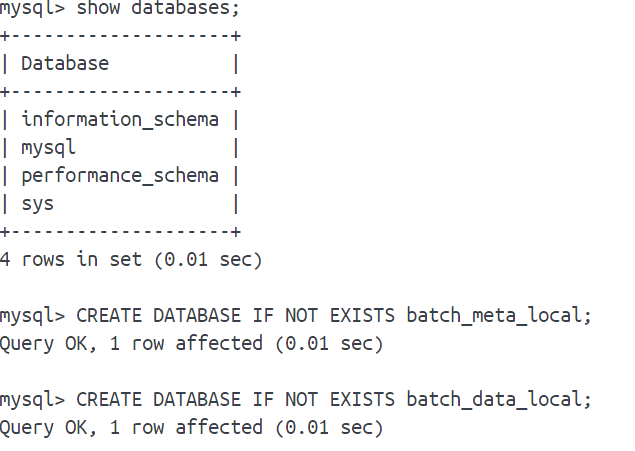 mysql> show databases;
+--------------------+
| Database           |
+--------------------+
| information_schema |
| mysql              |
| performance_schema |
| sys                |
+--------------------+
4 rows in set (0.01 sec)

mysql> CREATE DATABASE IF NOT EXISTS batch_meta_local;
Query OK, 1 row affected (0.01 sec)

mysql> CREATE DATABASE IF NOT EXISTS batch_data_local;
Query OK, 1 row affected (0.01 sec)